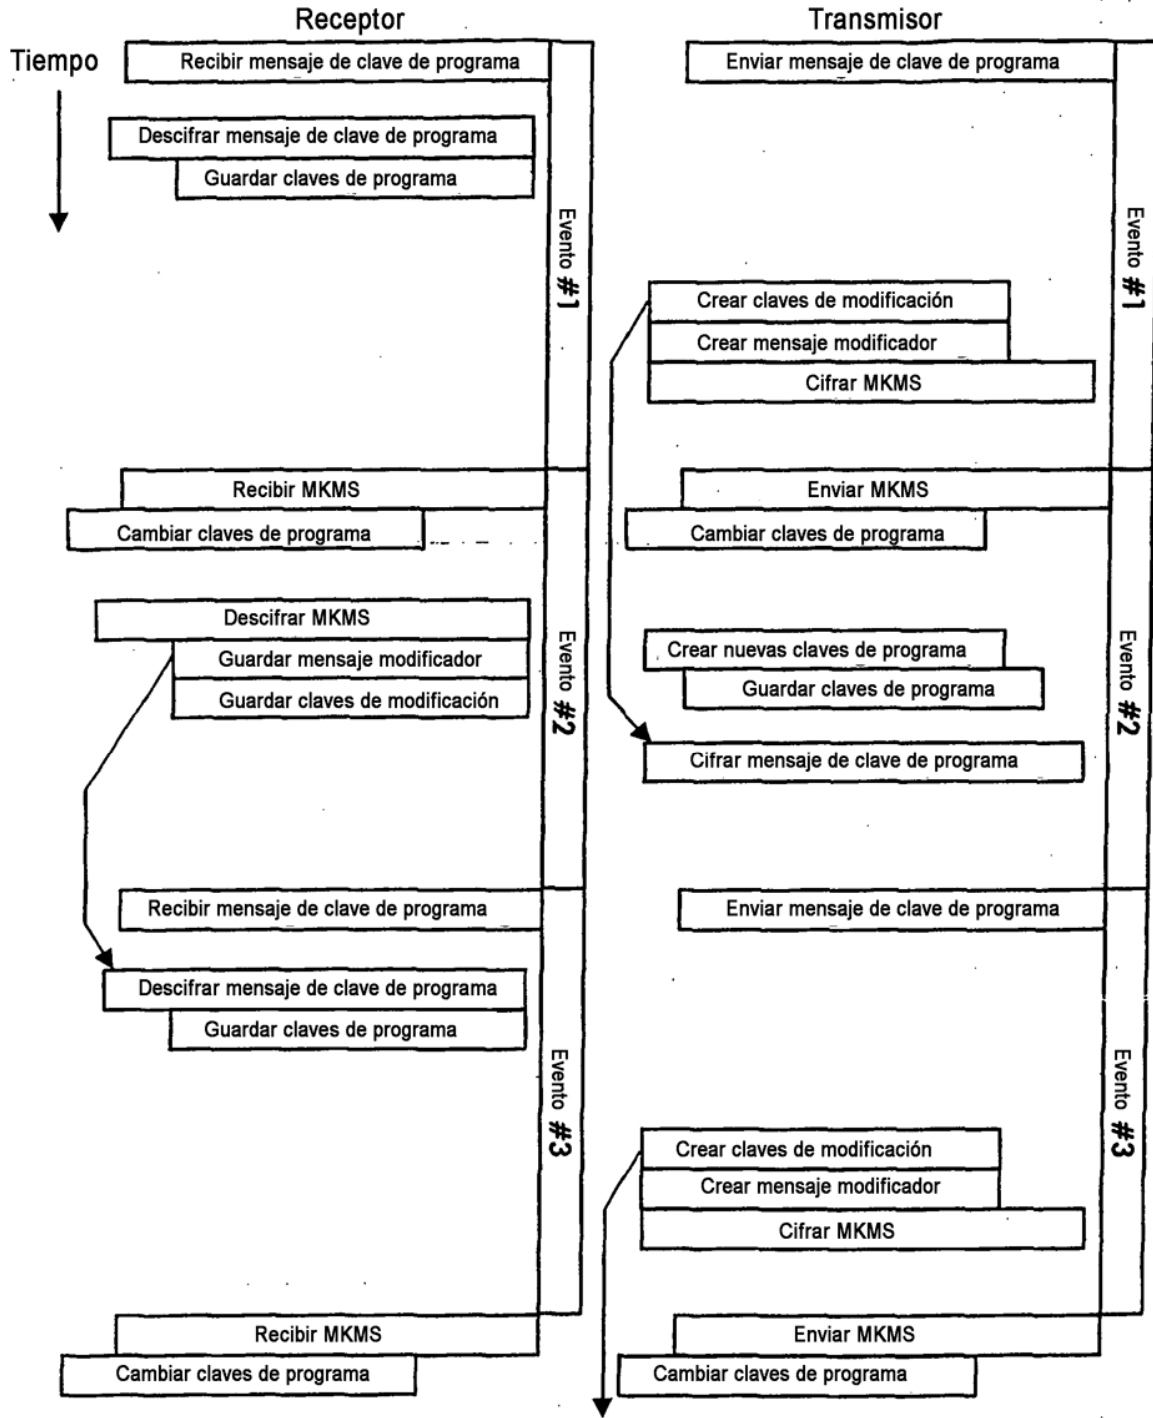 Receptor
Transmisor
Tiempo
Recibir mensaje de clave de programa
Enviar mensaje de clave de programa
Descifrar mensaje de clave de programa
Guardar claves de programa
Evento #1
Evento #1
Crear claves de modificación
Crear mensaje modificador
Cifrar MKMS
Recibir MKMS
Enviar MKMS
Cambiar claves de programa
Cambiar claves de programa
Descifrar MKMS
Guardar mensaje modificador
Guardar claves de modificación
Evento #2
Evento #2
Crear nuevas claves de programa
Guardar claves de programa
Cifrar mensaje de clave de programa
Recibir mensaje de clave de programa
Enviar mensaje de clave de programa
Descifrar mensaje de clave de programa
Guardar claves de programa
Evento #3
Evento #3
Crear claves de modificación
Crear mensaje modificador
Cifrar MKMS
Recibir MKMS
Enviar MKMS
Cambiar claves de programa
Cambiar claves de programa